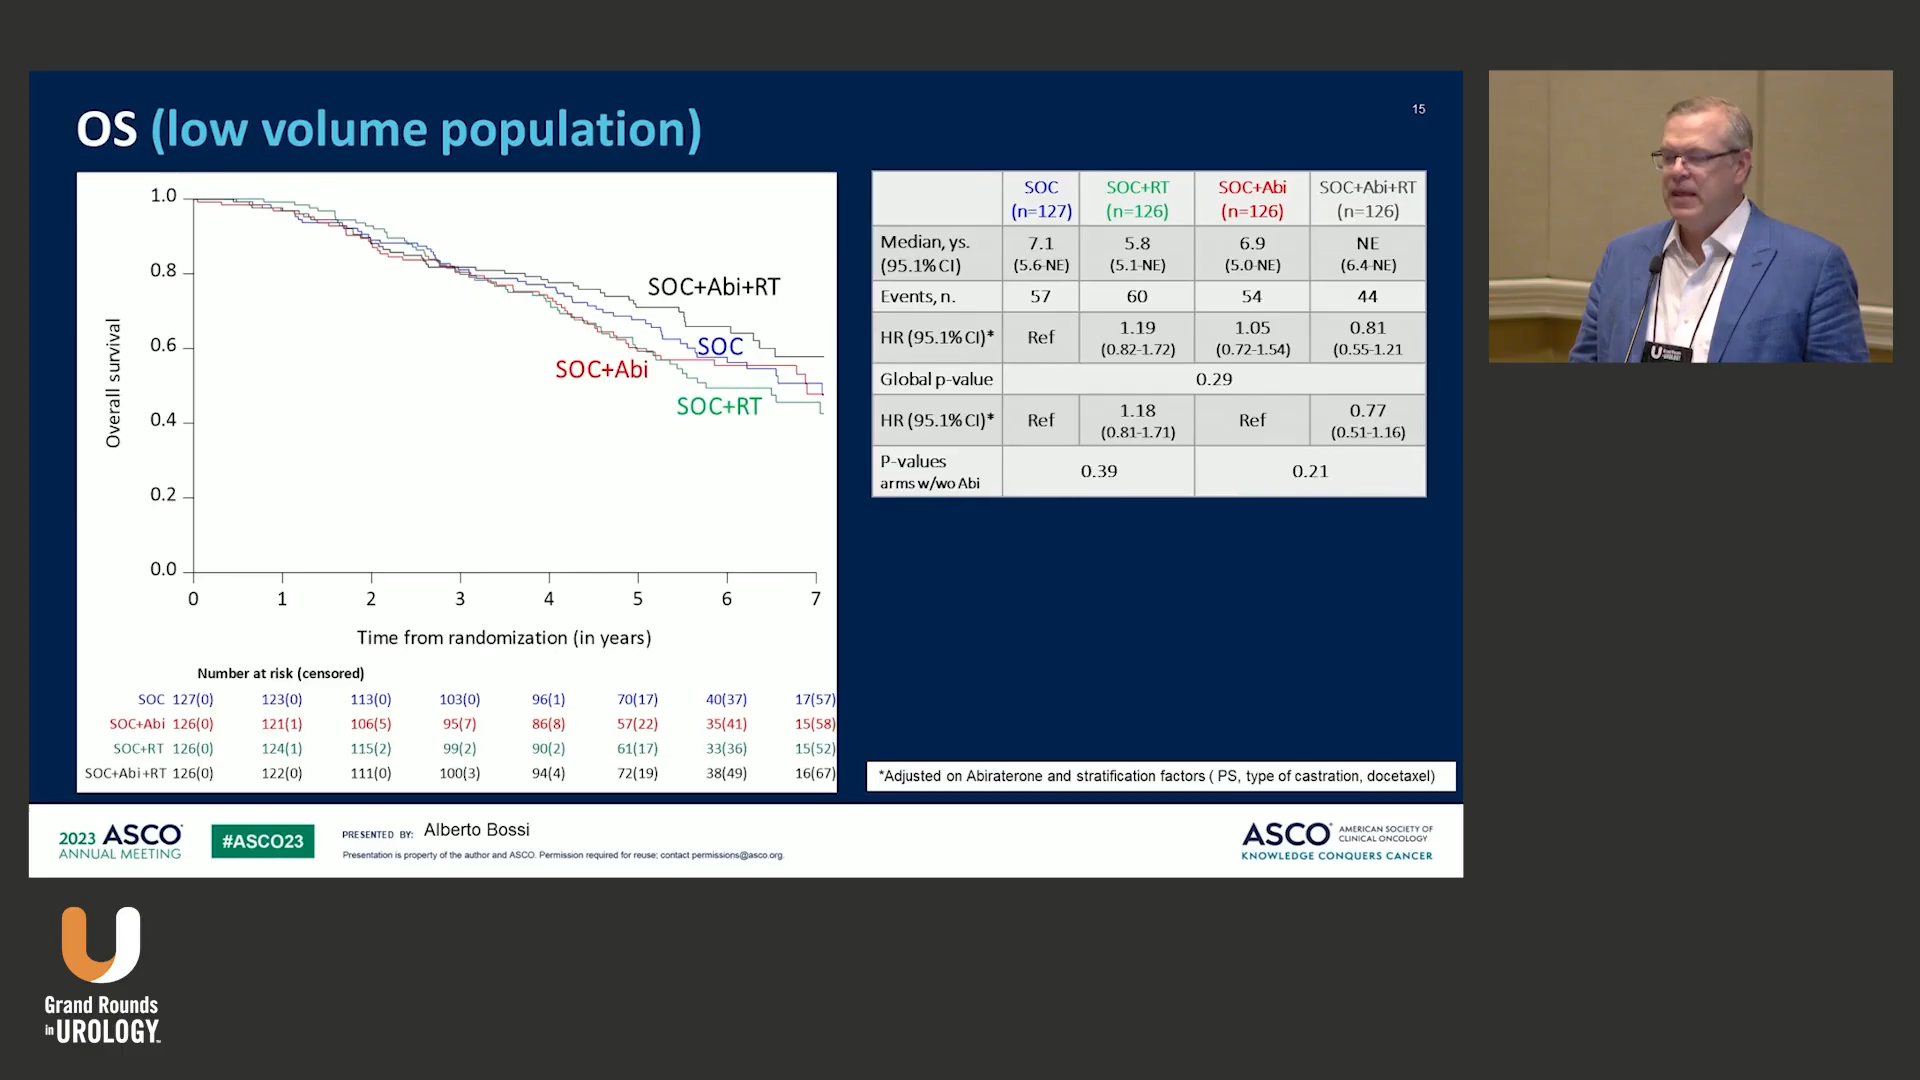 OS (low volume population)
15
1.0
0.8
0.6
0.4
0.2
0.0
Overall survival
SOC+Abi+RT
SOC
SOC+Abi
SOC+RT
0 1 2 3 4 5 6 7
Time from randomization (in years)
Number at risk (censored)
SOC 127(0) 123(0) 113(0) 103(0) 96(1) 70(17) 40(37) 17(57)
SOC+Abi 126(0) 121(1) 106(5) 95(7) 86(8) 57(22) 35(41) 15(58)
SOC+RT 126(0) 124(1) 115(2) 99(2) 90(2) 61(17) 33(36) 15(52)
SOC+Abi+RT 126(0) 122(0) 111(0) 100(3) 94(4) 72(19) 38(49) 16(67)
SOC SOC+RT SOC+Abi SOC+Abi+RT
(n=127) (n=126) (n=126) (n=126)
Median, ys. 7.1 5.8 6.9 NE
(95.1% CI) (5.6-NE) (5.1-NE) (5.0-NE) (6.4-NE)
Events, n. 57 60 54 44
HR (95.1% CI)* Ref 1.19 1.05 0.81
(0.82-1.72) (0.72-1.54) (0.55-1.21
Global p-value 0.29
HR (95.1% CI)* Ref 1.18 Ref 0.77
(0.81-1.71) (0.51-1.16)
P-values 0.39 0.21
arms w/wo Abi
*Adjusted on Abiraterone and stratification factors ( PS, type of castration, docetaxel)
2023 ASCO
ANNUAL MEETING
#ASCO23
PRESENTED BY: Alberto Bossi
Presentation is property of the author and ASCO. Permission required for reuse; contact permissions@asco.org.
ASCO AMERICAN SOCIETY OF
CLINICAL ONCOLOGY
KNOWLEDGE CONQUERS CANCER
U
UROLOGY
Grand Rounds
in UROLOGY